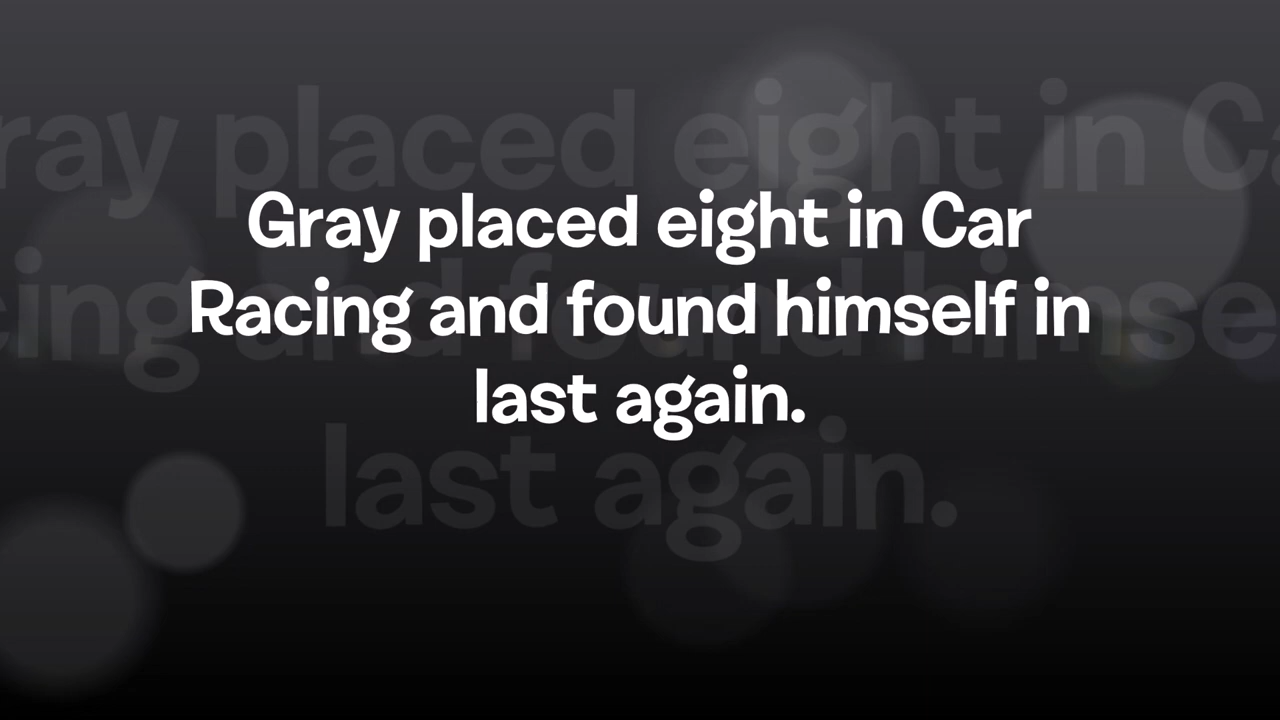 Gray placed eight in Car
Racing and found himself in
last again.